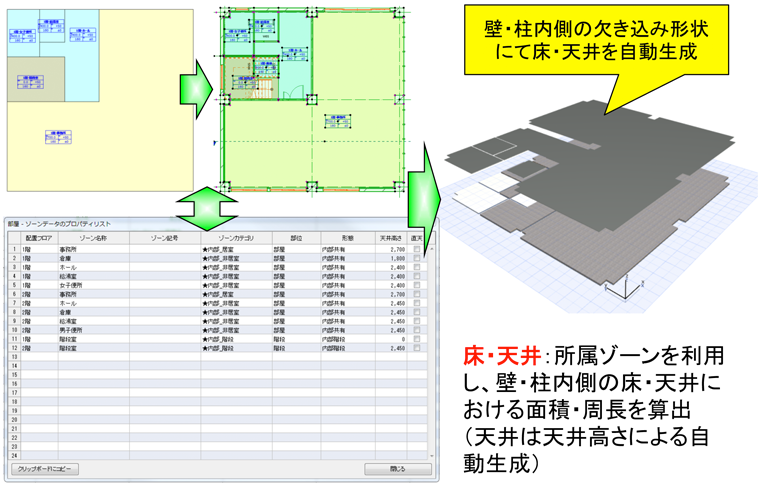 壁・柱内側の欠き込み形状
にて床・天井を自動生成
部屋 - ゾーンデータのプロパティリスト
配置フロア ゾーン名称 ゾーン記号 ゾーンカテゴリ 部位 形態 天井高さ 直天
1 1階 事務所 ★内部_居室 部屋 内部共有 2,700
2 1階 倉庫 ★内部_非居室 部屋 内部共有
3 1階 ホール ★内部_非居室 部屋 内部共有 2,400
4 1階 給湯室 ★内部_非居室 部屋 内部共有 2,400
5 1階 女子便所 ★内部_非居室 部屋 内部共有 2,400
6 2階 事務所 ★内部_居室 部屋 内部共有 2,700
7 2階 ホール ★内部_非居室 部屋 内部共有 2,450
8 2階 倉庫 ★内部_非居室 部屋 内部共有 2,450
9 2階 給湯室 ★内部_非居室 部屋 内部共有 2,450
10 2階 男子便所 ★内部_非居室 部屋 内部共有 2,450
11 1階 階段室 ★内部_階段 階段 内部階段 0
12 2階 階段室 ★内部_階段 階段 内部階段 2,450
13
14
15
16
17
18
19
20
21
22
23
24
クリップボードにコピー 閉じる
床・天井：所属ゾーンを利用
し、壁・柱内側の床・天井に
おける面積・周長を算出
（天井は天井高さによる自
動生成）